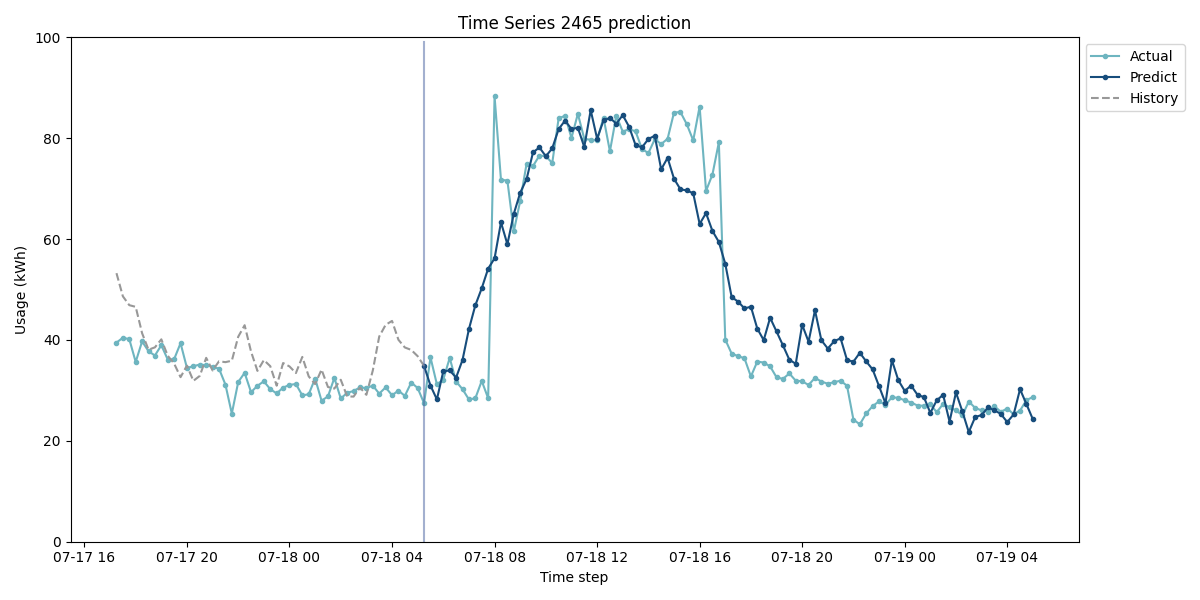 Time Series 2465 prediction
100
80
60
40
20
0
Usage (kWh)
07-17 16
07-17 20
07-18 00
07-18 04
07-18 08
07-18 12
07-18 16
07-18 20
07-19 00
07-19 04
Time step
Actual
Predict
History